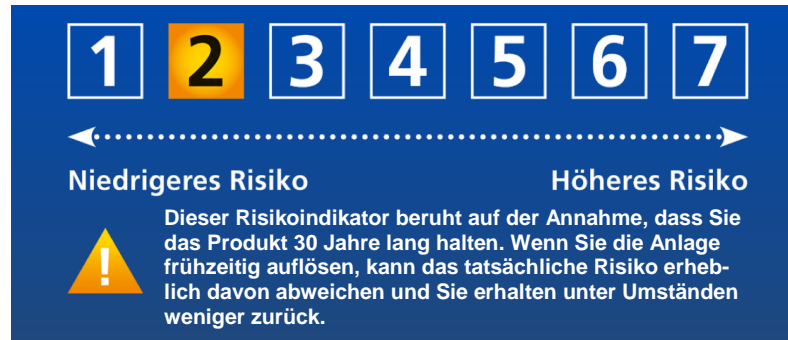 1 2 3 4 5 6 7
Niedrigeres Risiko Höheres Risiko
Dieser Risikoindikator beruht auf der Annahme, dass Sie
das Produkt 30 Jahre lang halten. Wenn Sie die Anlage
frühzeitig auflösen, kann das tatsächliche Risiko erheb-
lich davon abweichen und Sie erhalten unter Umständen
weniger zurück.
!